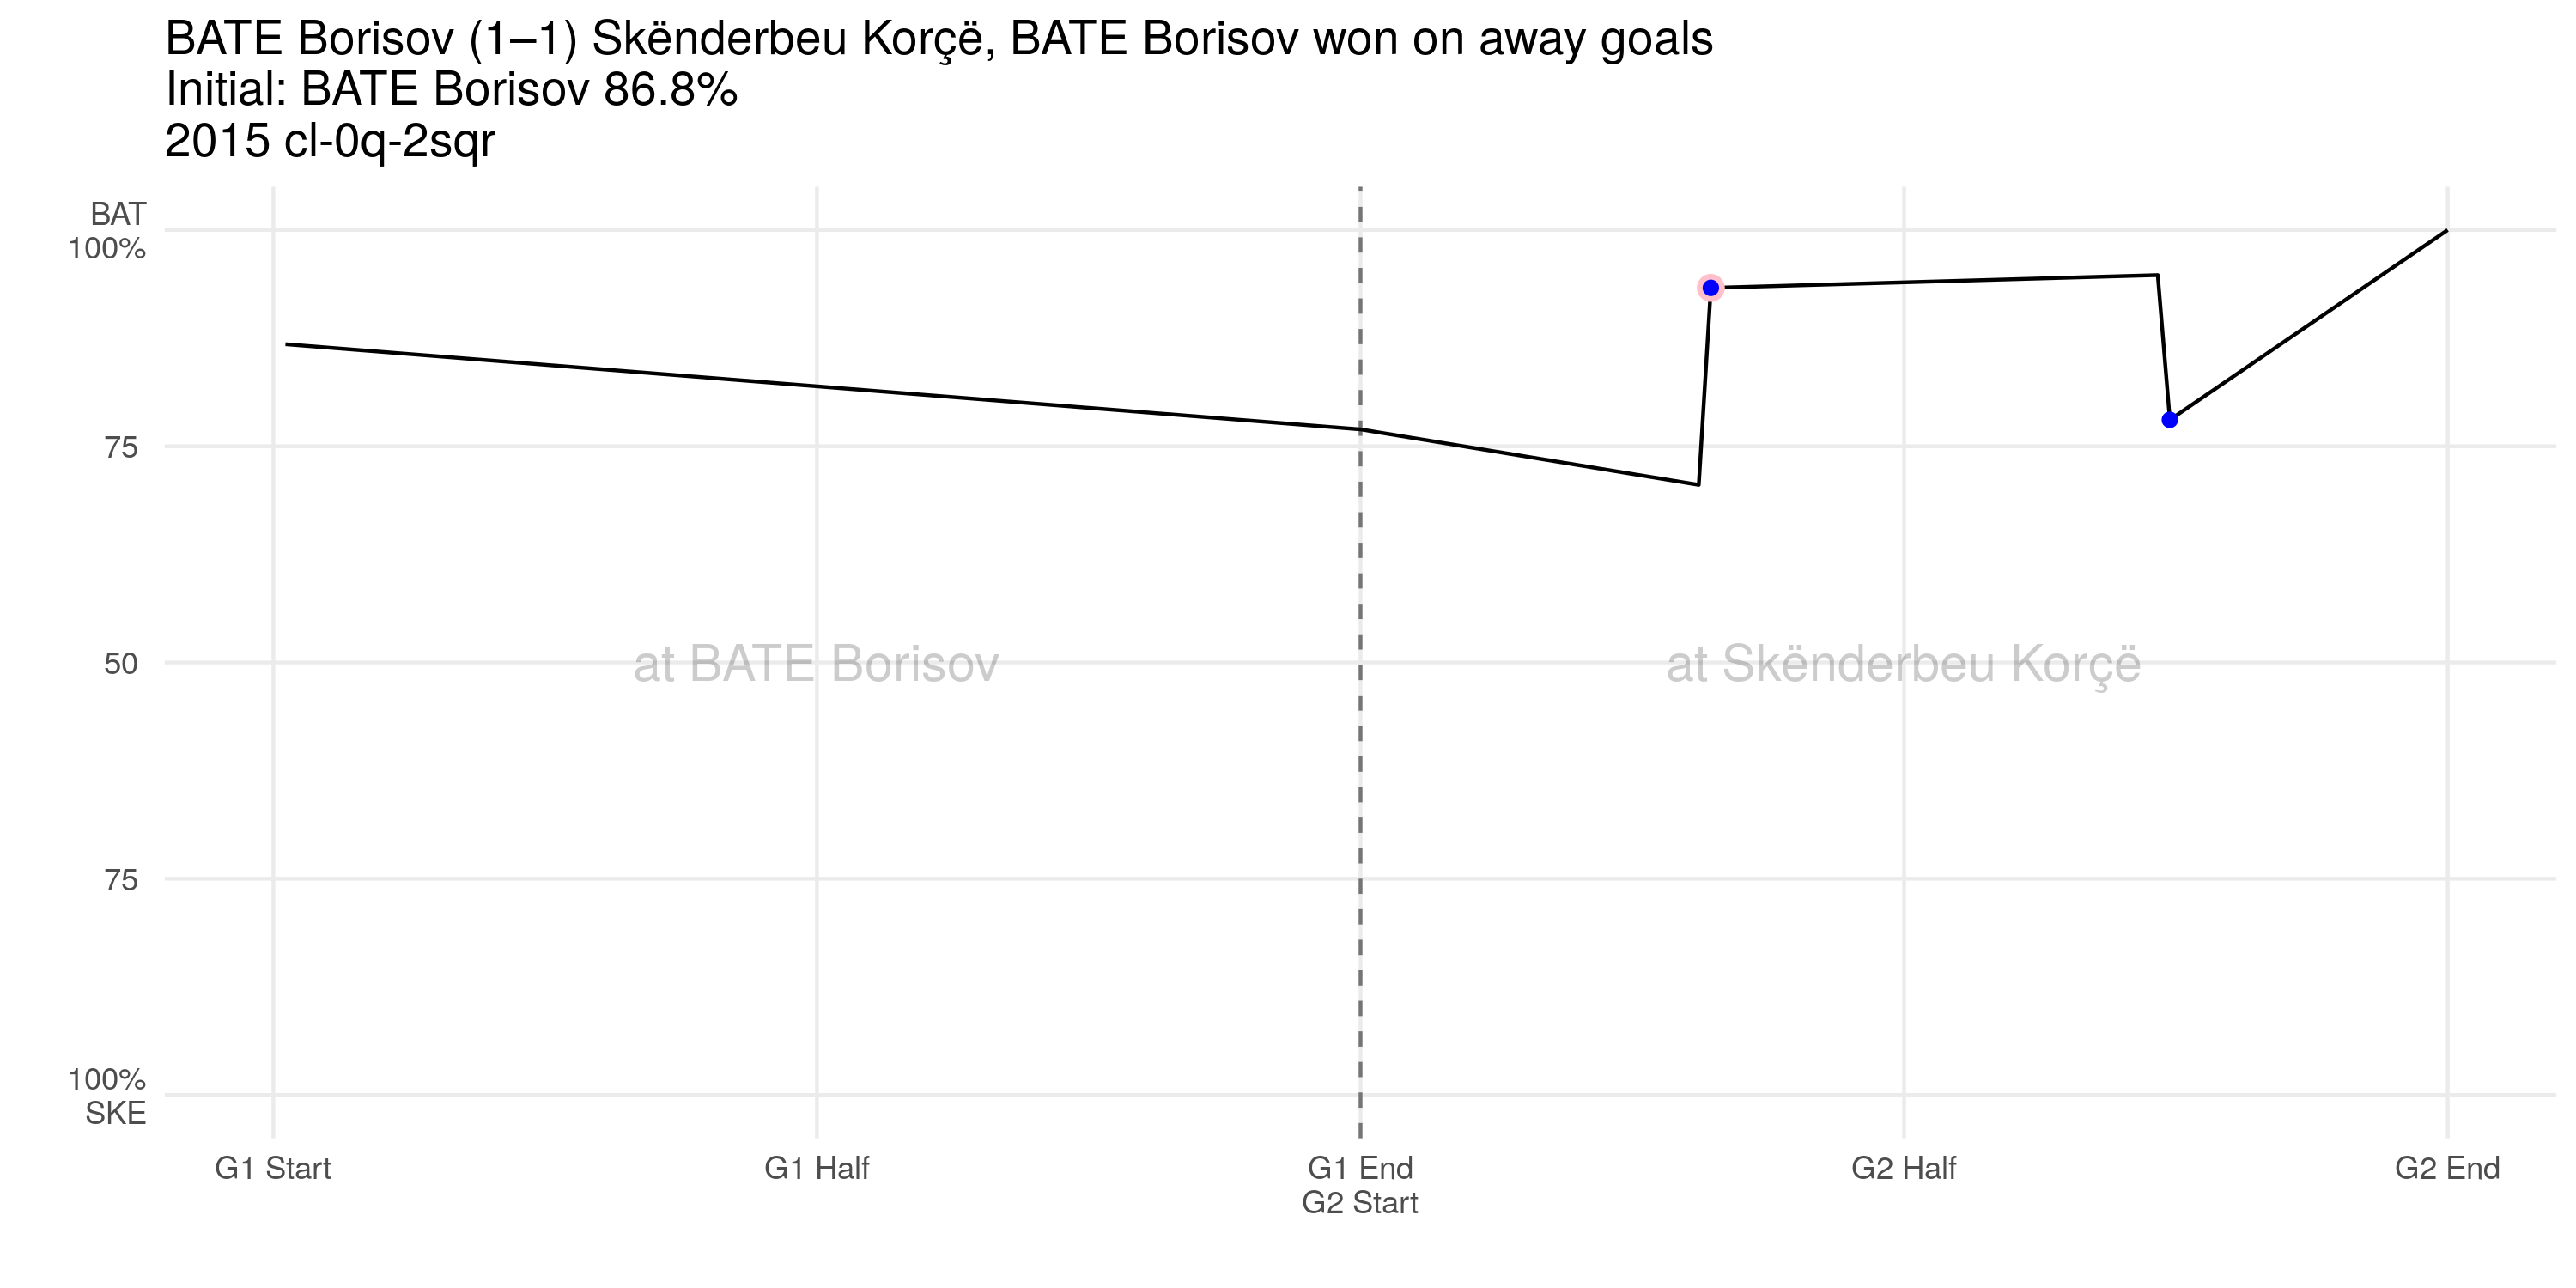 BATE Borisov (1–1) Skënderbeu Korçë, BATE Borisov won on away goals
Initial: BATE Borisov 86.8%
2015 cl-0q-2sqr
BAT
100%
75
50
75
100%
SKE
at BATE Borisov
at Skënderbeu Korçë
G1 Start
G1 Half
G1 End
G2 Start
G2 Half
G2 End